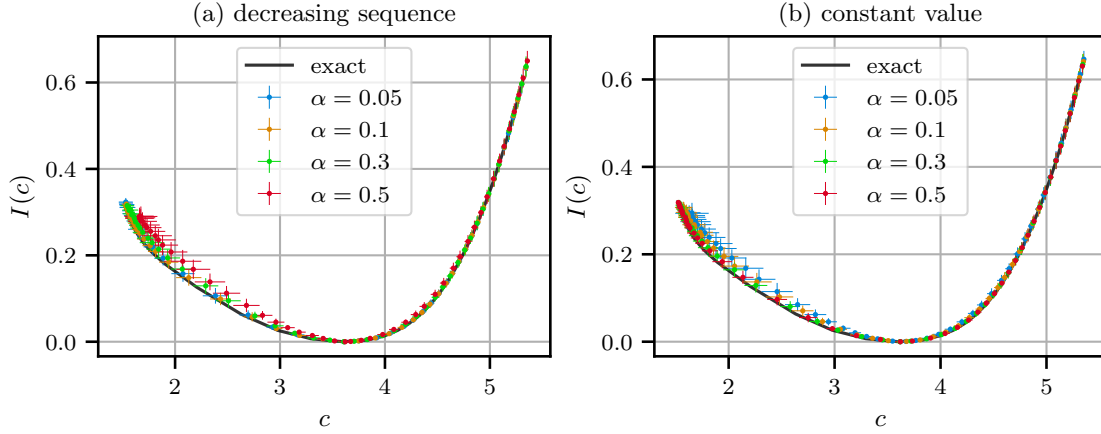 (a) decreasing sequence
I(c)
0.6
0.4
0.2
0.0
exact
α = 0.05
α = 0.1
α = 0.3
α = 0.5
2 3 4 5
c
(b) constant value
I(c)
0.6
0.4
0.2
0.0
exact
α = 0.05
α = 0.1
α = 0.3
α = 0.5
2 3 4 5
c